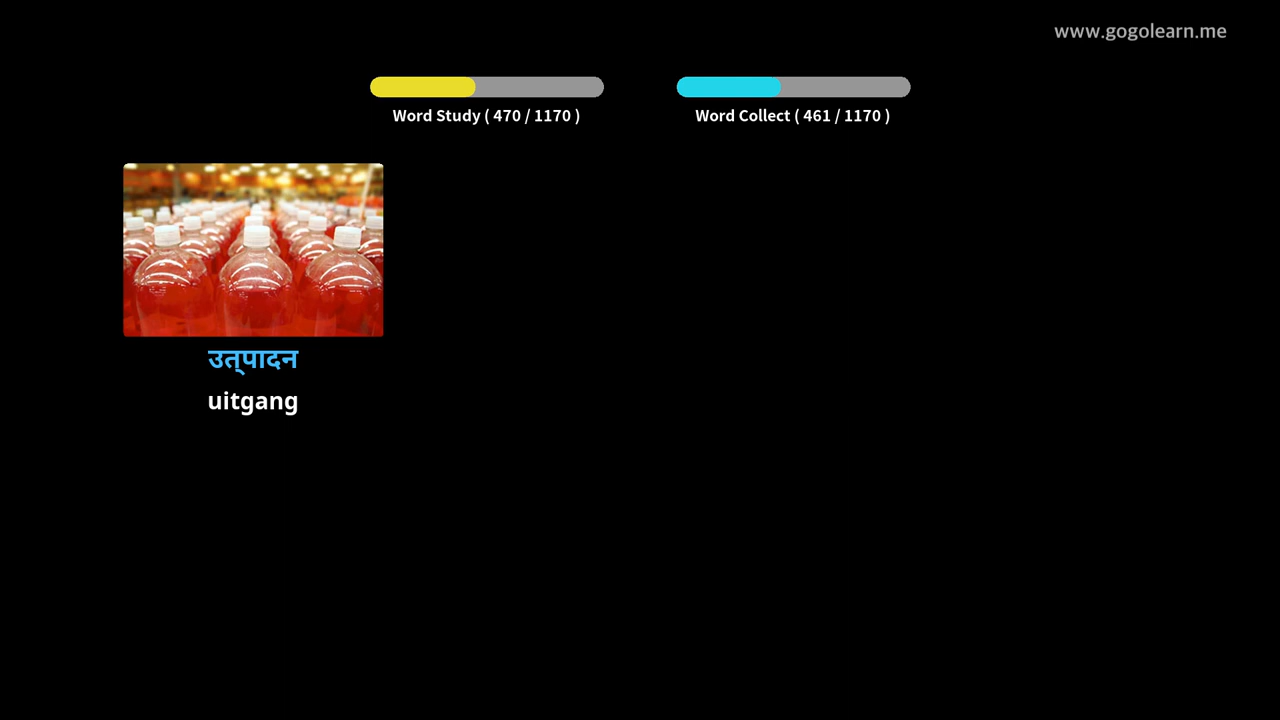 www.gogolearn.me
Word Study ( 470 / 1170 )
Word Collect ( 461 / 1170 )
उत्पादन
uitgang